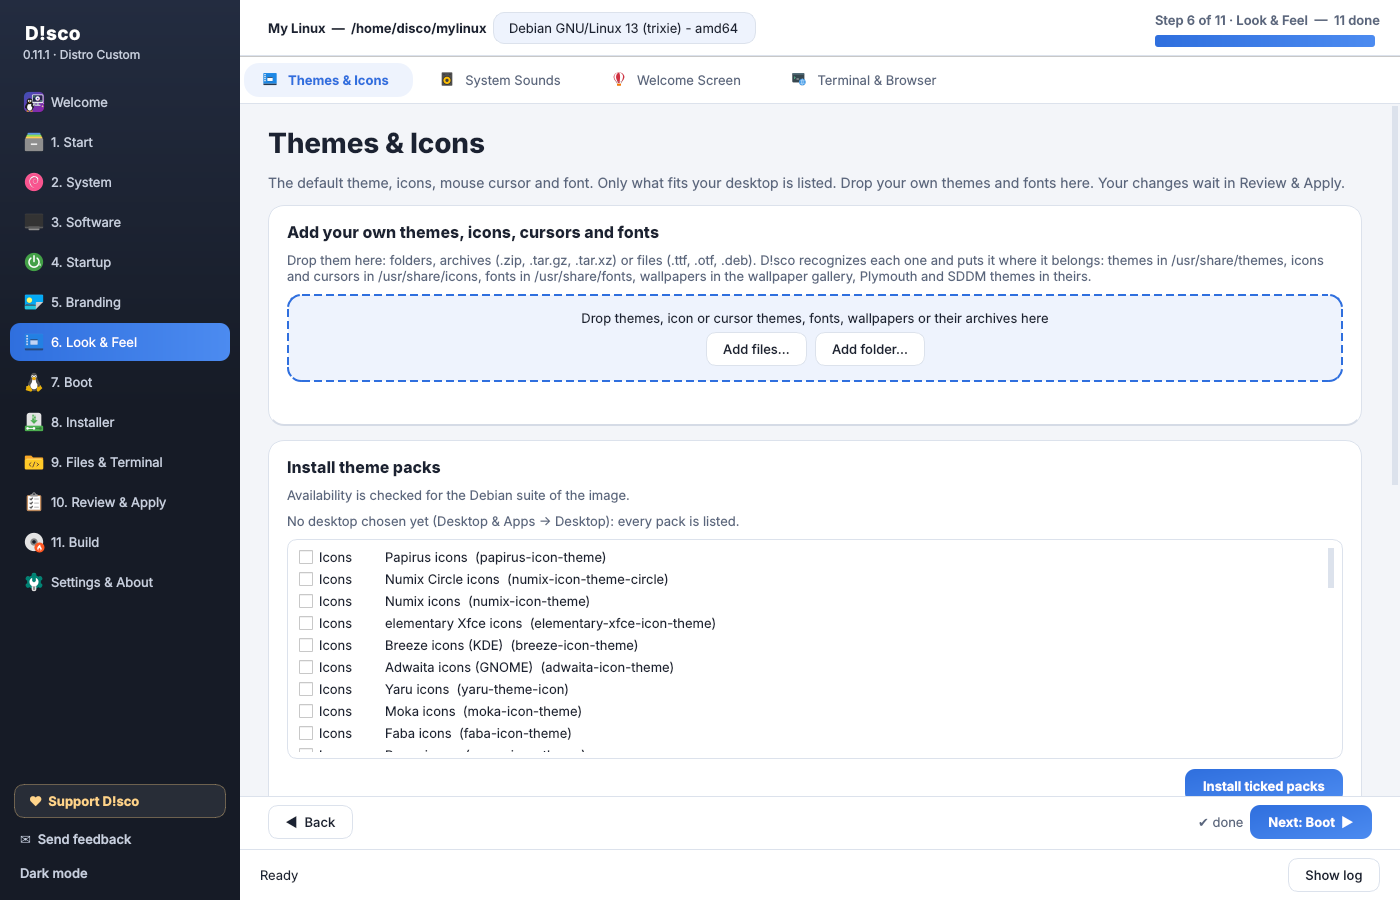 D!sco
0.11.1 · Distro Custom
Welcome
1. Start
2. System
3. Software
4. Startup
5. Branding
6. Look & Feel
7. Boot
8. Installer
9. Files & Terminal
10. Review & Apply
11. Build
Settings & About
Support D!sco
Send feedback
Dark mode
My Linux — /home/disco/mylinux
Debian GNU/Linux 13 (trixie) - amd64
Step 6 of 11 · Look & Feel — 11 done
Themes & Icons
System Sounds
Welcome Screen
Terminal & Browser
Themes & Icons
The default theme, icons, mouse cursor and font. Only what fits your desktop is listed. Drop your own themes and fonts here. Your changes wait in Review & Apply.
Add your own themes, icons, cursors and fonts
Drop them here: folders, archives (.zip, .tar.gz, .tar.xz) or files (.ttf, .otf, .deb). D!sco recognizes each one and puts it where it belongs: themes in /usr/share/themes, icons
and cursors in /usr/share/icons, fonts in /usr/share/fonts, wallpapers in the wallpaper gallery, Plymouth and SDDM themes in theirs.
Drop themes, icon or cursor themes, fonts, wallpapers or their archives here
Add files...
Add folder...
Install theme packs
Availability is checked for the Debian suite of the image.
No desktop chosen yet (Desktop & Apps → Desktop): every pack is listed.
Icons Papirus icons (papirus-icon-theme)
Icons Numix Circle icons (numix-icon-theme-circle)
Icons Numix icons (numix-icon-theme)
Icons elementary Xfce icons (elementary-xfce-icon-theme)
Icons Breeze icons (KDE) (breeze-icon-theme)
Icons Adwaita icons (GNOME) (adwaita-icon-theme)
Icons Yaru icons (yaru-theme-icon)
Icons Moka icons (moka-icon-theme)
Icons Faba icons (faba-icon-theme)
Install ticked packs
◀ Back
✔ done
Next: Boot ▶
Ready
Show log